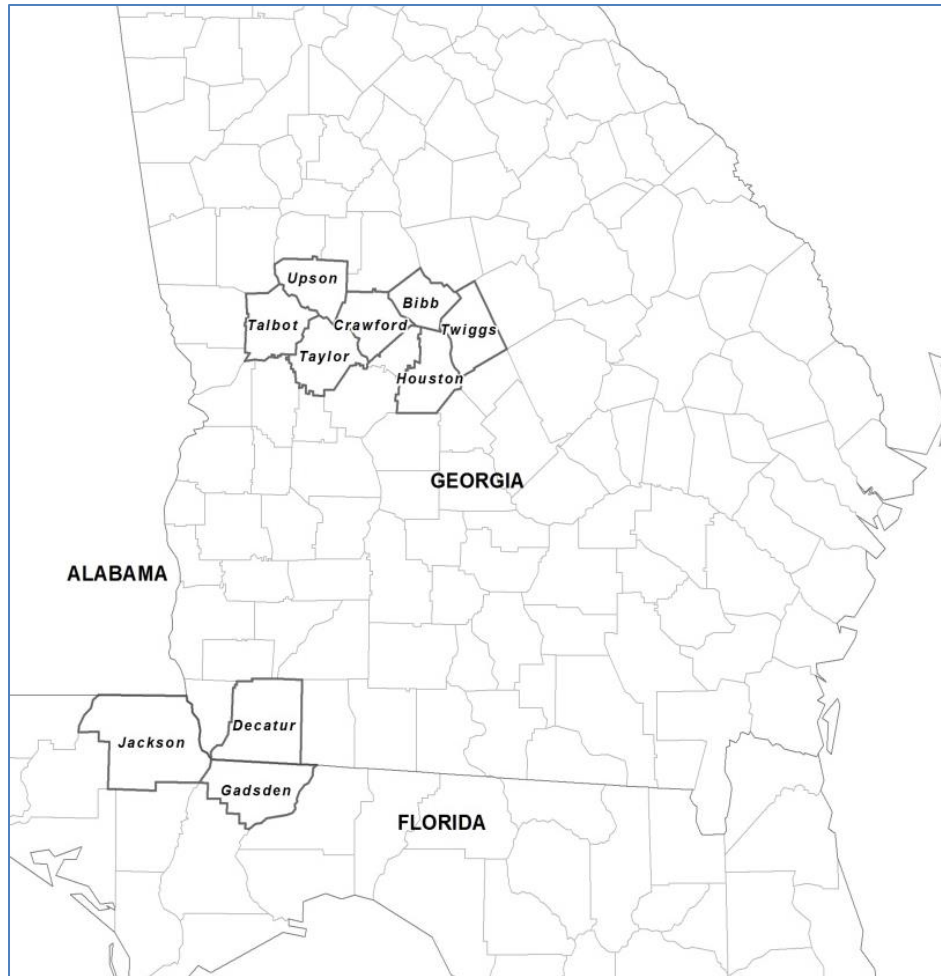 Upson
Bibb
Talbot
Crawford
Twiggs
Taylor
Houston
GEORGIA
ALABAMA
Decatur
Jackson
Gadsden
FLORIDA